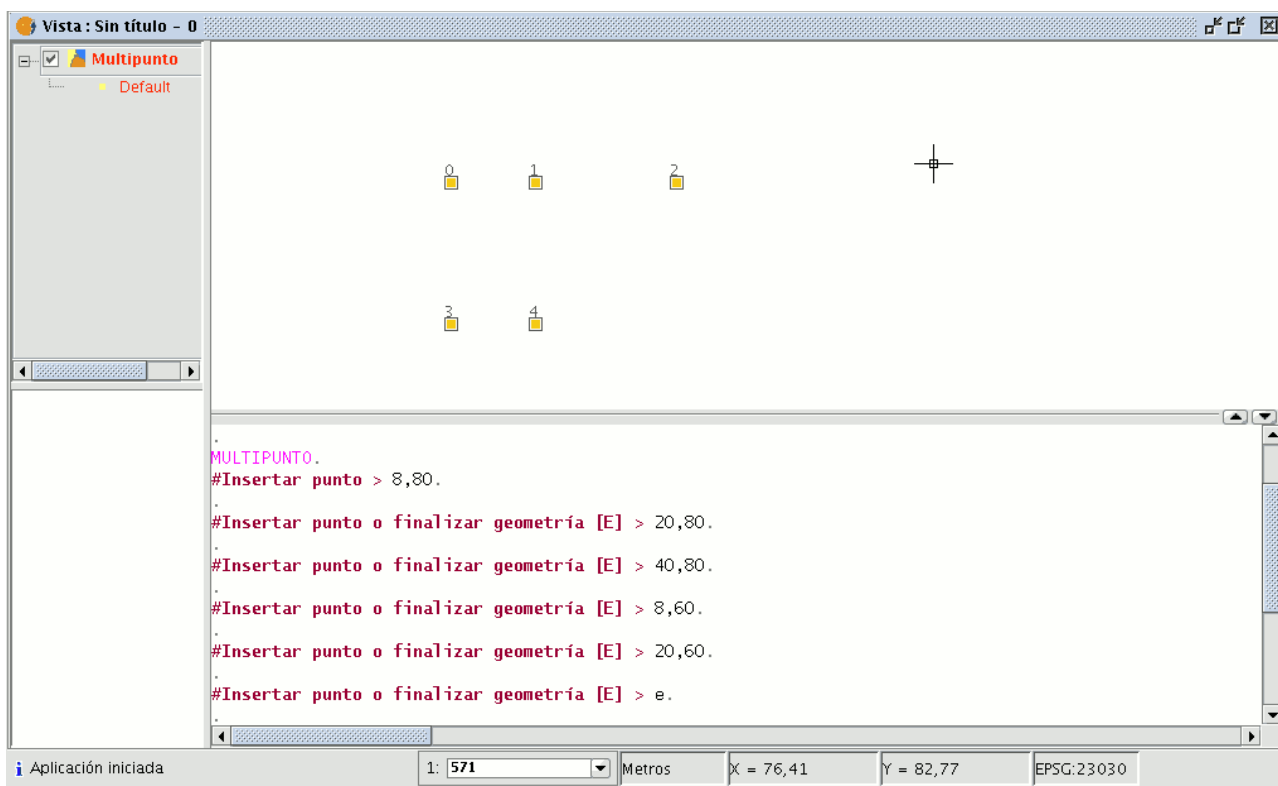 Vista : Sin título - 0
Multipunto
Default
0 1 2
3 4
.
MULTIPUNTO.
#Insertar punto > 8,80.
.
#Insertar punto o finalizar geometría [E] > 20,80.
.
#Insertar punto o finalizar geometría [E] > 40,80.
.
#Insertar punto o finalizar geometría [E] > 8,60.
.
#Insertar punto o finalizar geometría [E] > 20,60.
.
#Insertar punto o finalizar geometría [E] > e.
.
Aplicación iniciada 1: 571 Metros X = 76,41 Y = 82,77 EPSG:23030